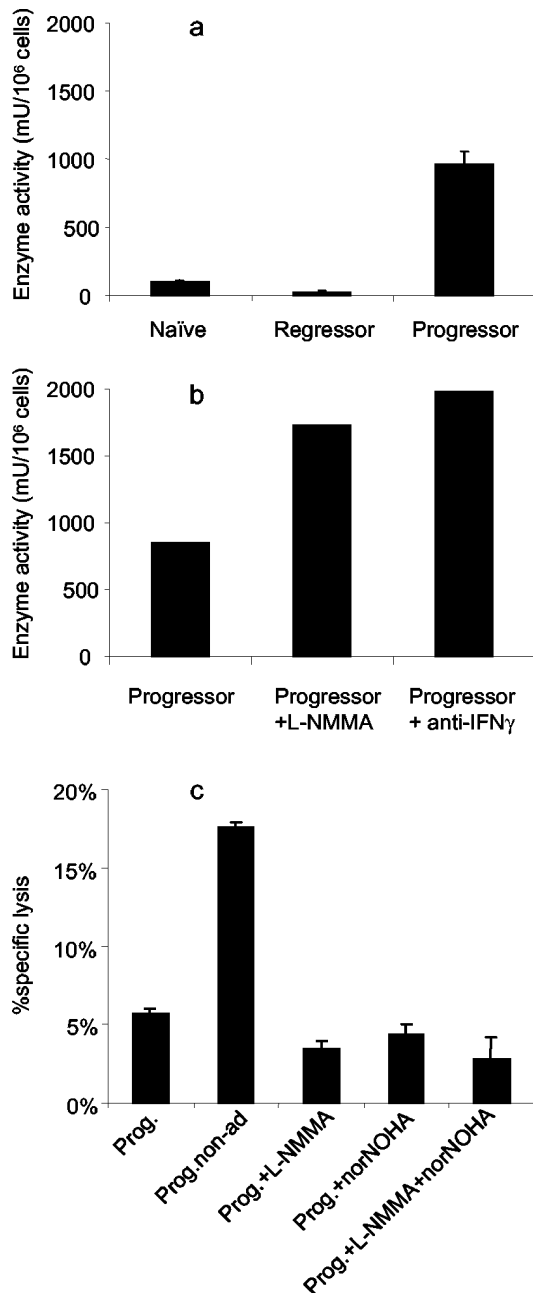 a
Enzyme activity (mU/10⁶ cells)
2000
1500
1000
500
0
Naïve Regressor Progressor
b
Enzyme activity (mU/10⁶ cells)
2000
1500
1000
500
0
Progressor Progressor Progressor
+L-NMMA + anti-IFNγ
c
%specific lysis
20%
15%
10%
5%
0%
Prog.
Prog.non-ad
Prog.+L-NMMA
Prog.+norNOHA
Prog.+L-NMMA+norNOHA